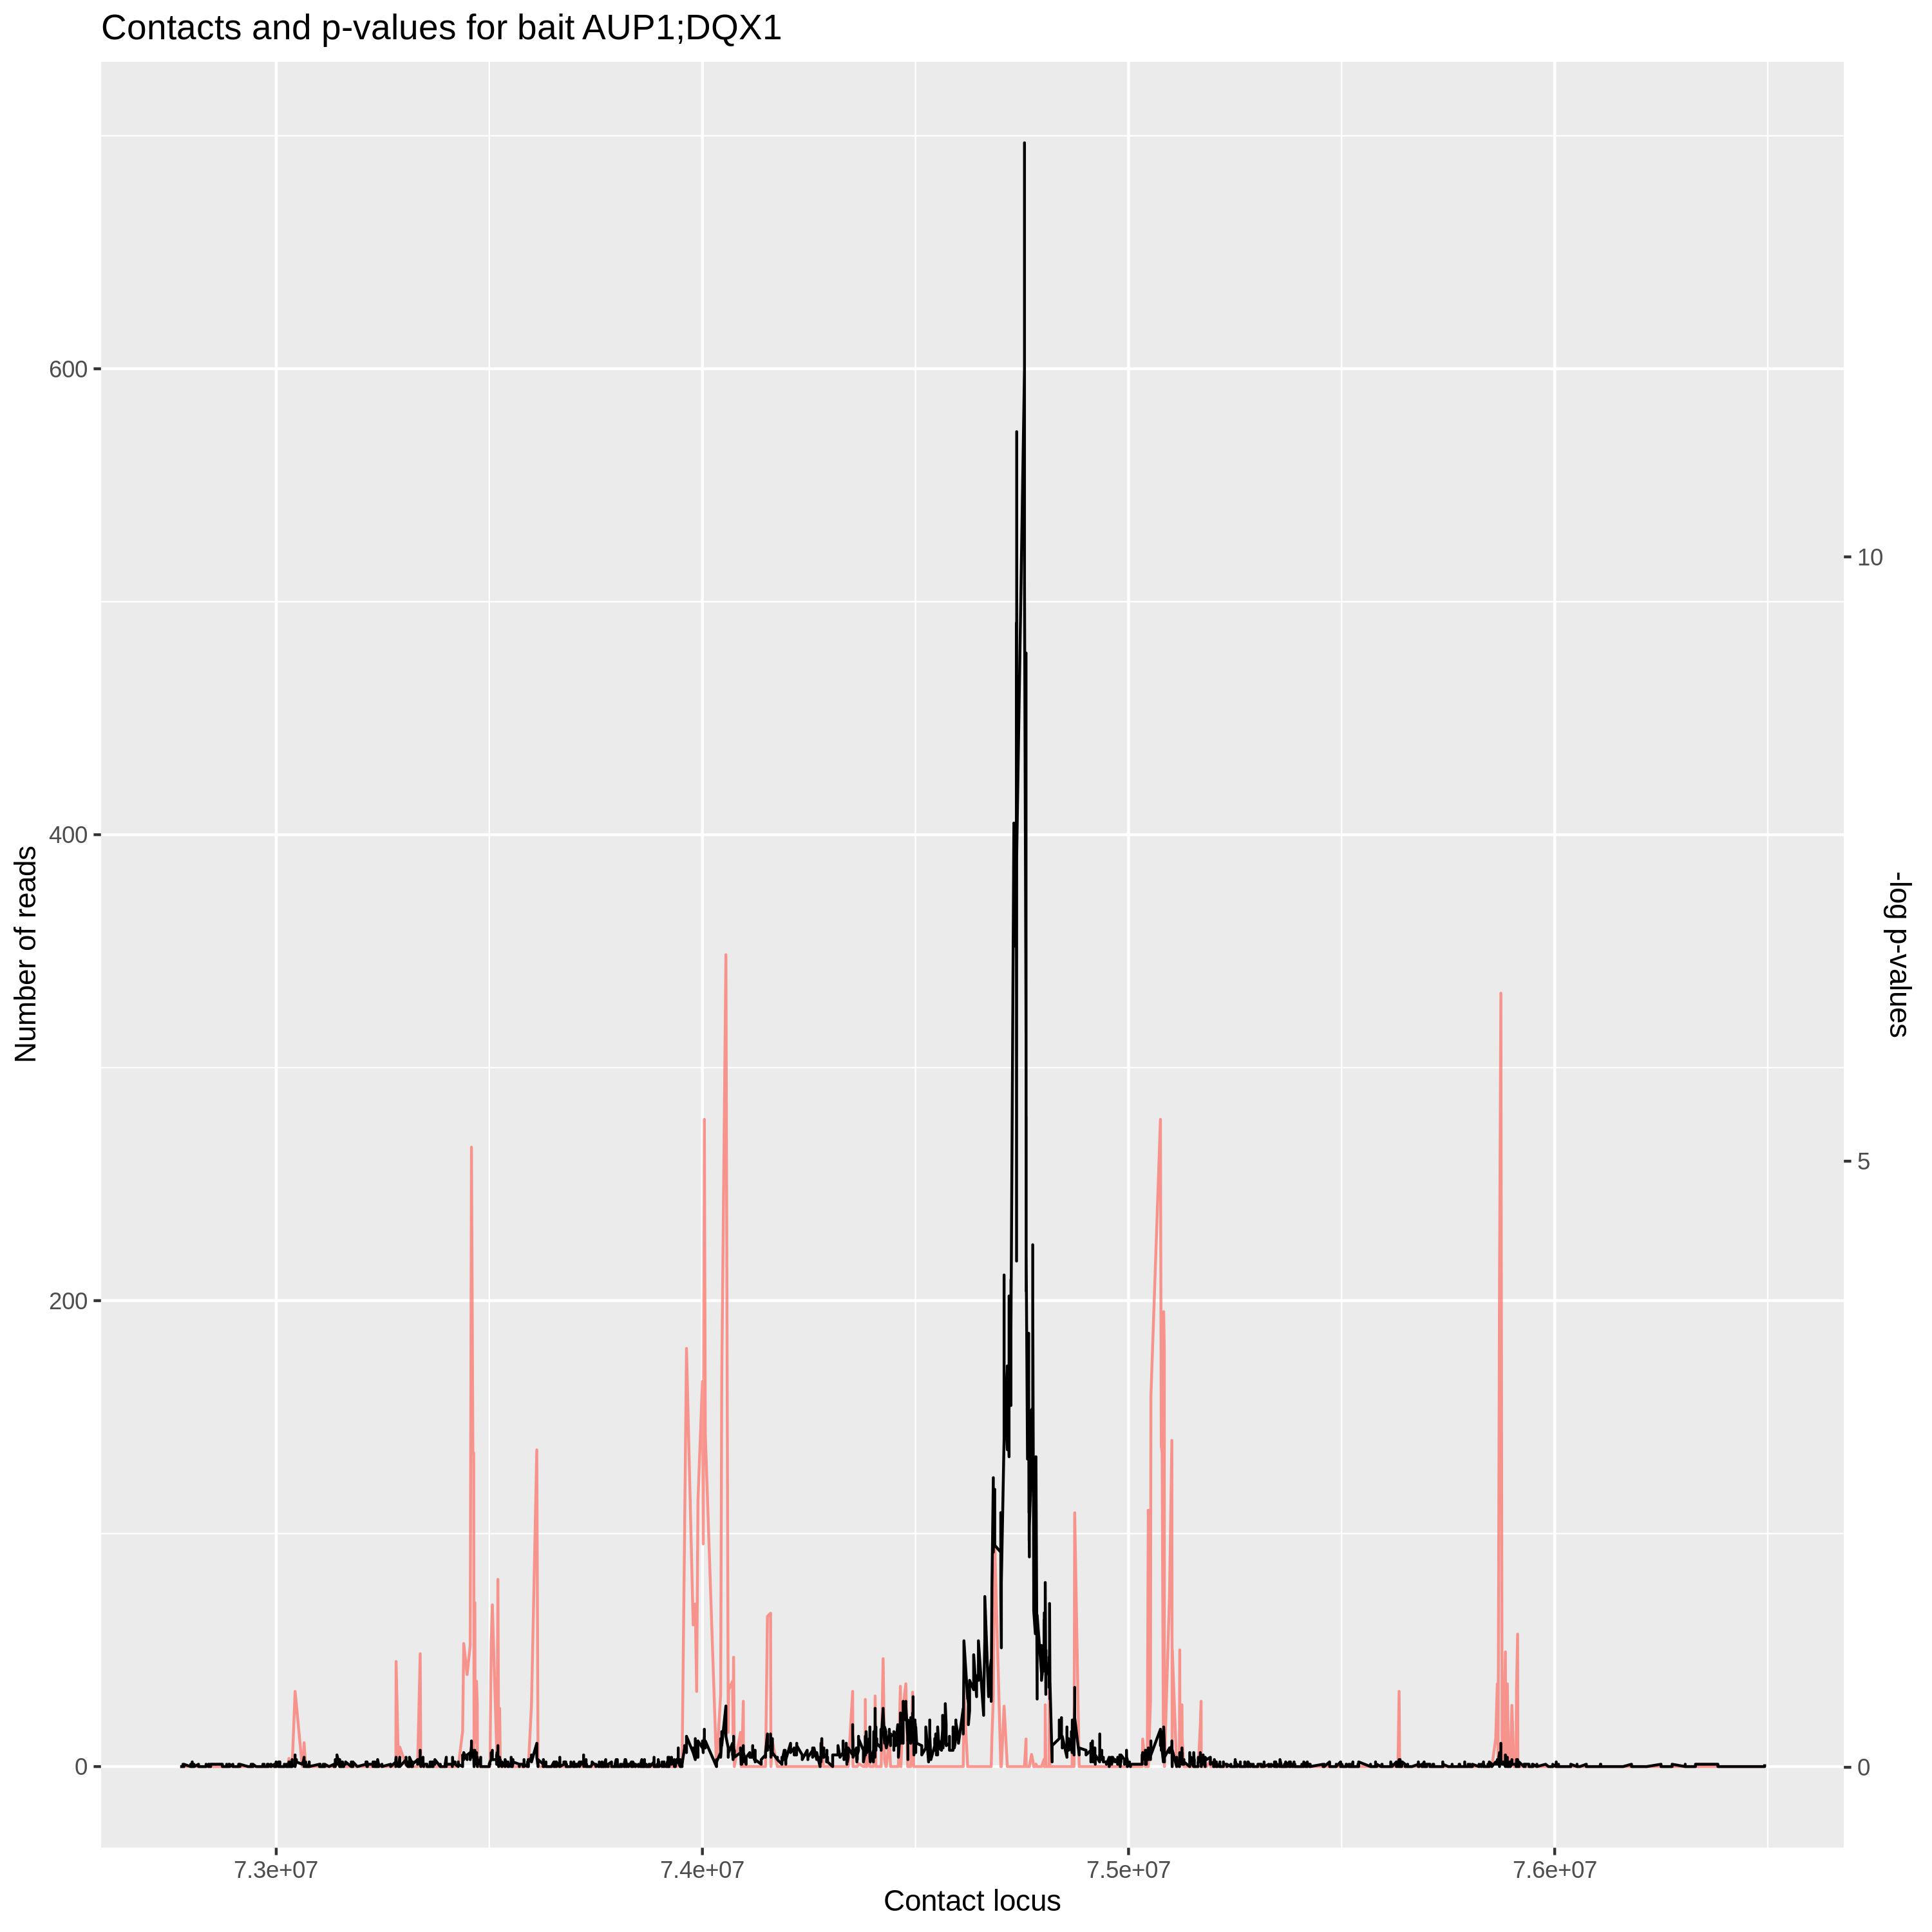 Contacts and p-values for bait AUP1;DQX1
600
400
200
0
Number of reads
10
5
0
-log p-values
7.3e+07
7.4e+07
7.5e+07
7.6e+07
Contact locus